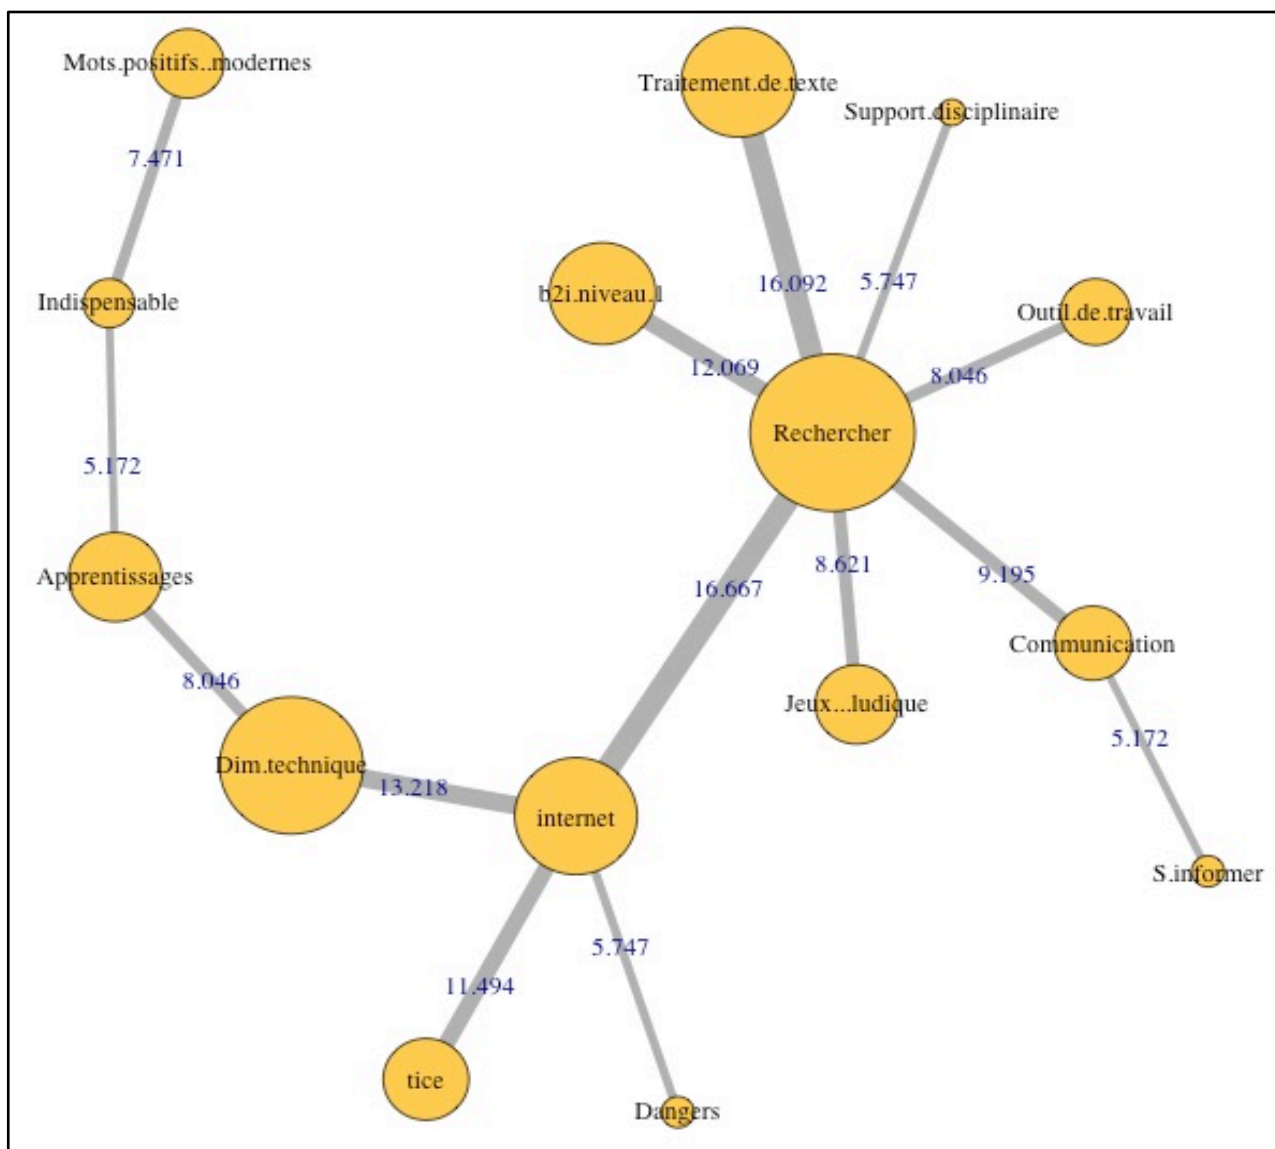 Mots.positifs..modernes
Traitement.de.texte
Support.disciplinaire
7.471
16.092
5.747
b2i.niveau.1
Indispensable
Outil.de.travail
12.069
8.046
Rechercher
5.172
Apprentissages
16.667
8.621
9.195
Communication
8.046
Jeux...ludique
Dim.technique
13.218
internet
5.172
S.informer
5.747
11.494
tice
Dangers